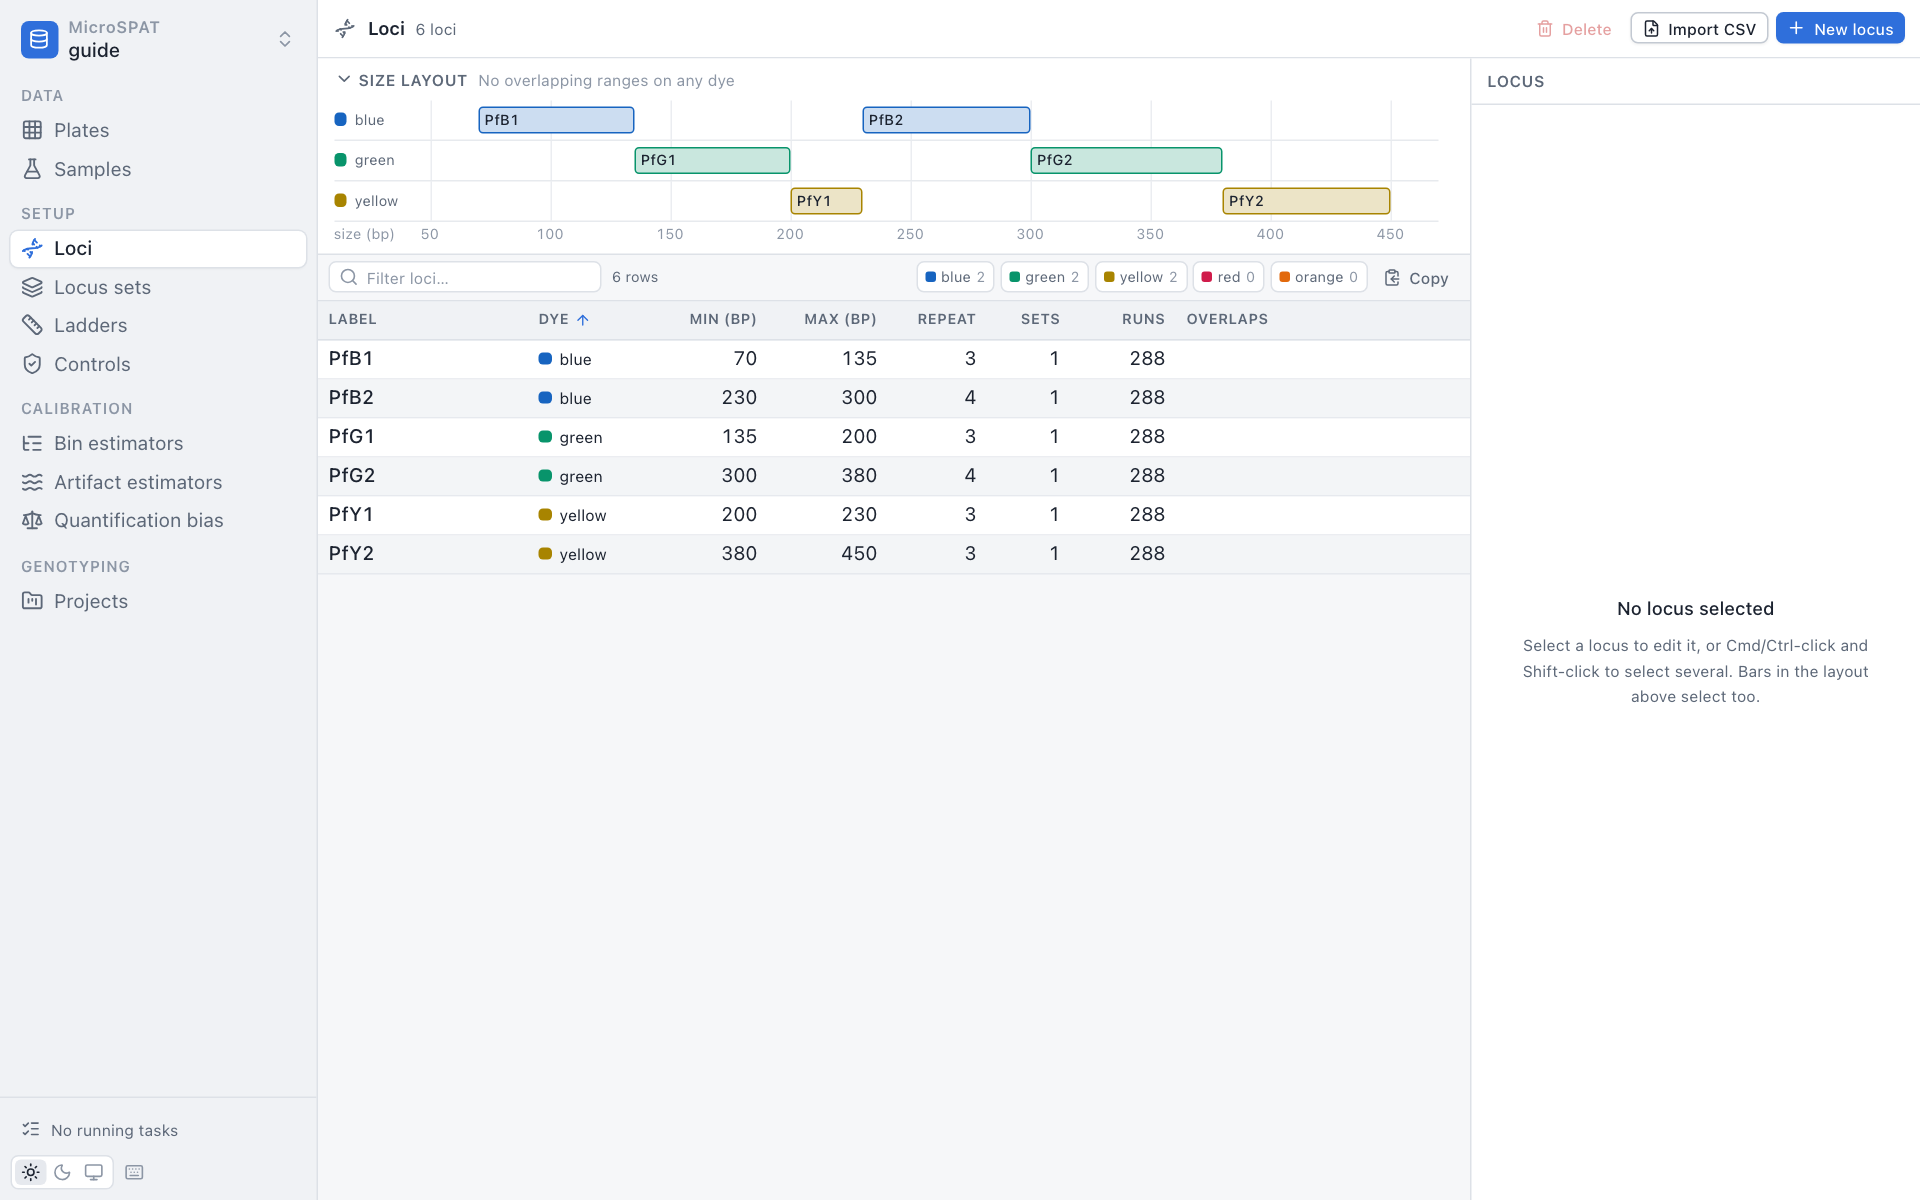 MicroSPAT
guide
DATA
Plates
Samples
SETUP
Loci
Locus sets
Ladders
Controls
CALIBRATION
Bin estimators
Artifact estimators
Quantification bias
GENOTYPING
Projects
No running tasks
Loci 6 loci
Delete
Import CSV
New locus
SIZE LAYOUT No overlapping ranges on any dye
blue PfB1 PfB2
green PfG1 PfG2
yellow PfY1 PfY2
size (bp) 50 100 150 200 250 300 350 400 450
Filter loci... 6 rows blue 2 green 2 yellow 2 red 0 orange 0 Copy
LABEL DYE MIN (BP) MAX (BP) REPEAT SETS RUNS OVERLAPS
PfB1 blue 70 135 3 1 288
PfB2 blue 230 300 4 1 288
PfG1 green 135 200 3 1 288
PfG2 green 300 380 4 1 288
PfY1 yellow 200 230 3 1 288
PfY2 yellow 380 450 3 1 288
LOCUS
No locus selected
Select a locus to edit it, or Cmd/Ctrl-click and
Shift-click to select several. Bars in the layout
above select too.